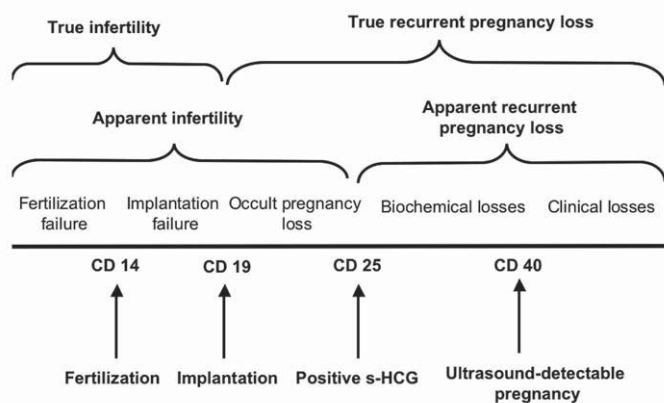 True infertility
True recurrent pregnancy loss
Apparent infertility
Apparent recurrent
pregnancy loss
Fertilization
failure
Implantation
failure
Occult pregnancy
loss
Biochemical losses
Clinical losses
CD 14
CD 19
CD 25
CD 40
Fertilization
Implantation
Positive s-HCG
Ultrasound-detectable
pregnancy